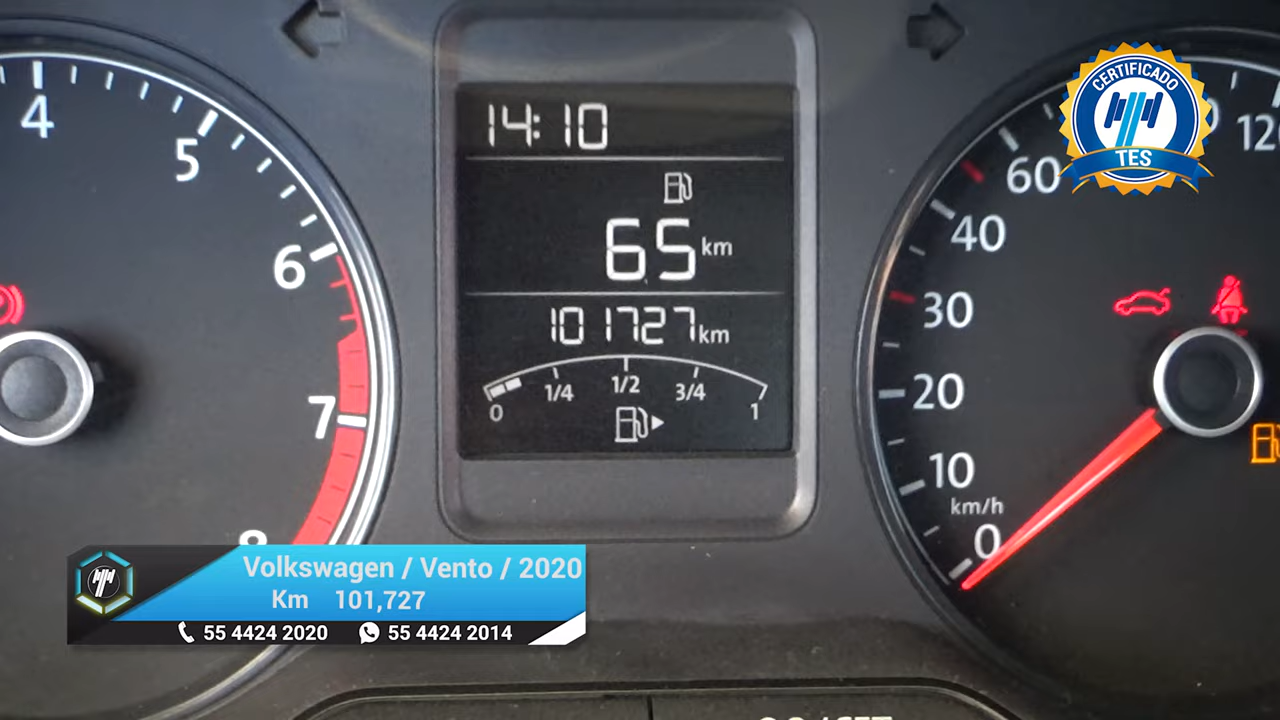 4
5
6
7
8
14:10
65 km
101727 km
0 1/4 1/2 3/4 1
60
40
30
20
10
km/h
0
CERTIFICADO
TES
Volkswagen / Vento / 2020
Km 101,727
55 4424 2020 55 4424 2014